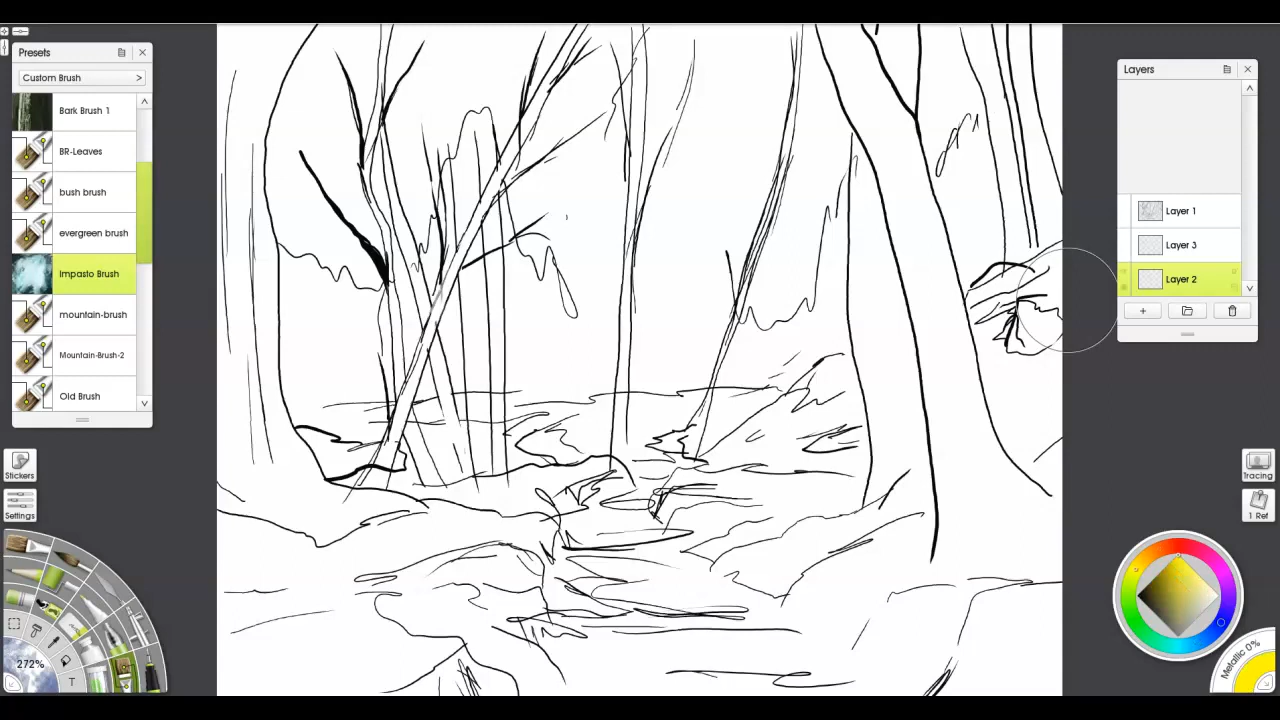 Presets
Custom Brush >
Bark Brush 1
BR-Leaves
bush brush
evergreen brush
Impasto Brush
mountain-brush
Mountain-Brush-2
Old Brush
Stickers
Settings
272%
T
Layers
Layer 1
Layer 3
Layer 2
Tracing
1 Ref
Metallic 0%